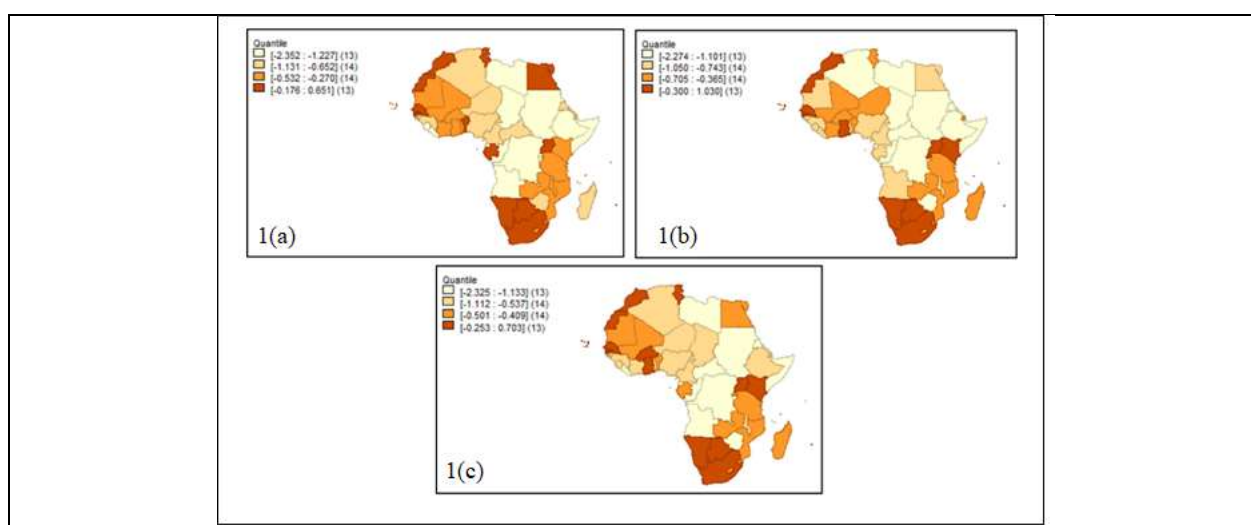 Quantile
[-2.352 : -1.227] (13)
[-1.131 : -0.652] (14)
[-0.532 : -0.270] (14)
[-0.176 : 0.651] (13)
1(a)
Quantile
[-2.274 : -1.101] (13)
[-1.050 : -0.743] (14)
[-0.705 : -0.365] (14)
[-0.300 : 1.030] (13)
1(b)
Quantile
[-2.325 : -1.133] (13)
[-1.112 : -0.537] (14)
[-0.501 : -0.409] (14)
[-0.253 : 0.703] (13)
1(c)